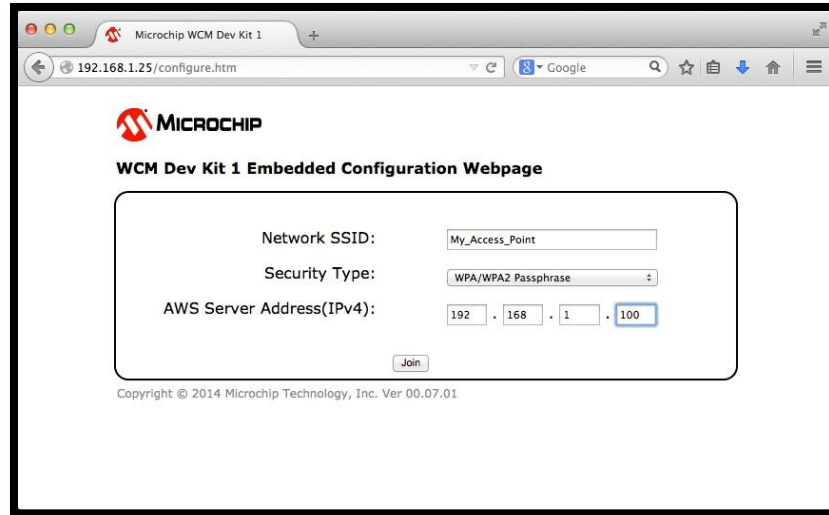 Microchip WCM Dev Kit 1
192.168.1.25/configure.htm
Google
MICROCHIP
WCM Dev Kit 1 Embedded Configuration Webpage
Network SSID: My_Access_Point
Security Type: WPA/WPA2 Passphrase
AWS Server Address(IPv4): 192 . 168 . 1 . 100
Join
Copyright © 2014 Microchip Technology, Inc. Ver 00.07.01